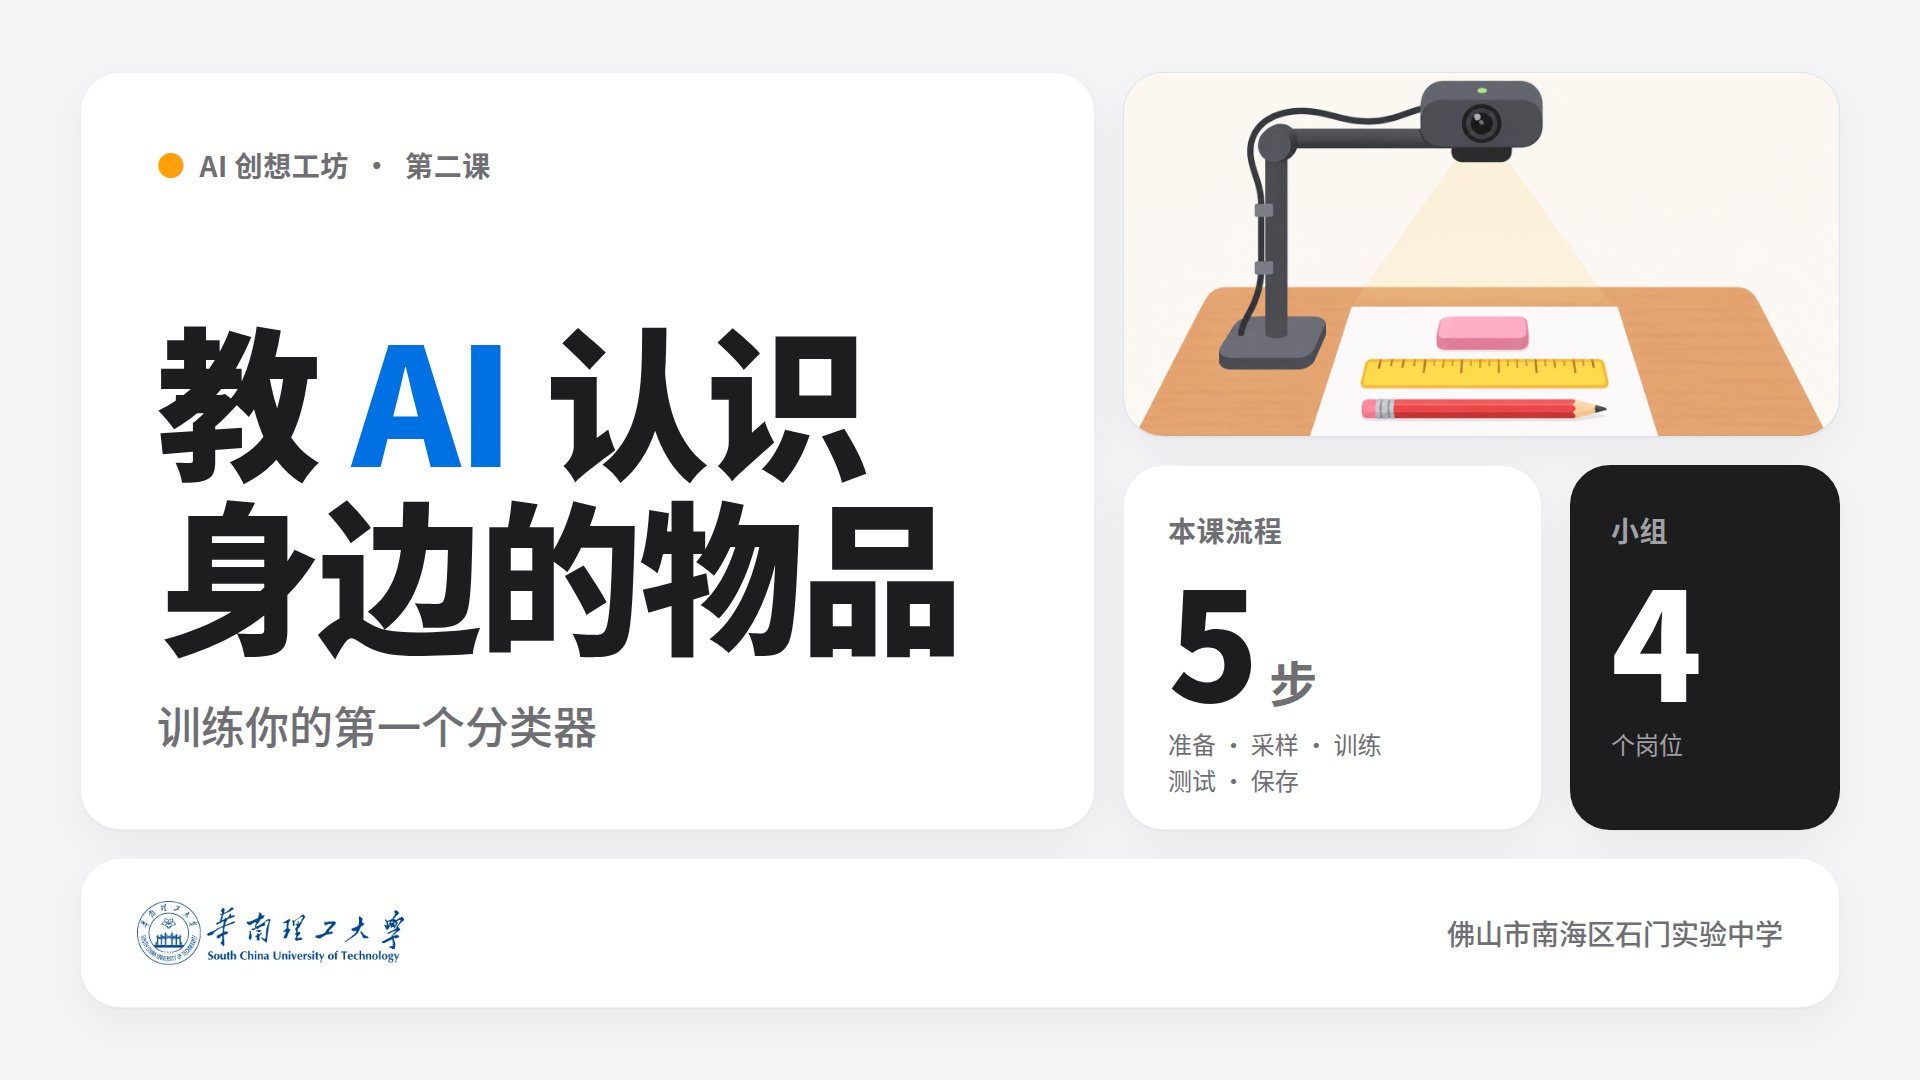 AI 创想工坊 · 第二课
教 AI 认识
身边的物品
训练你的第一个分类器
本课流程
5 步
准备 · 采样 · 训练
测试 · 保存
小组
4
个岗位
華南理工大學
South China University of Technology
佛山市南海区石门实验中学